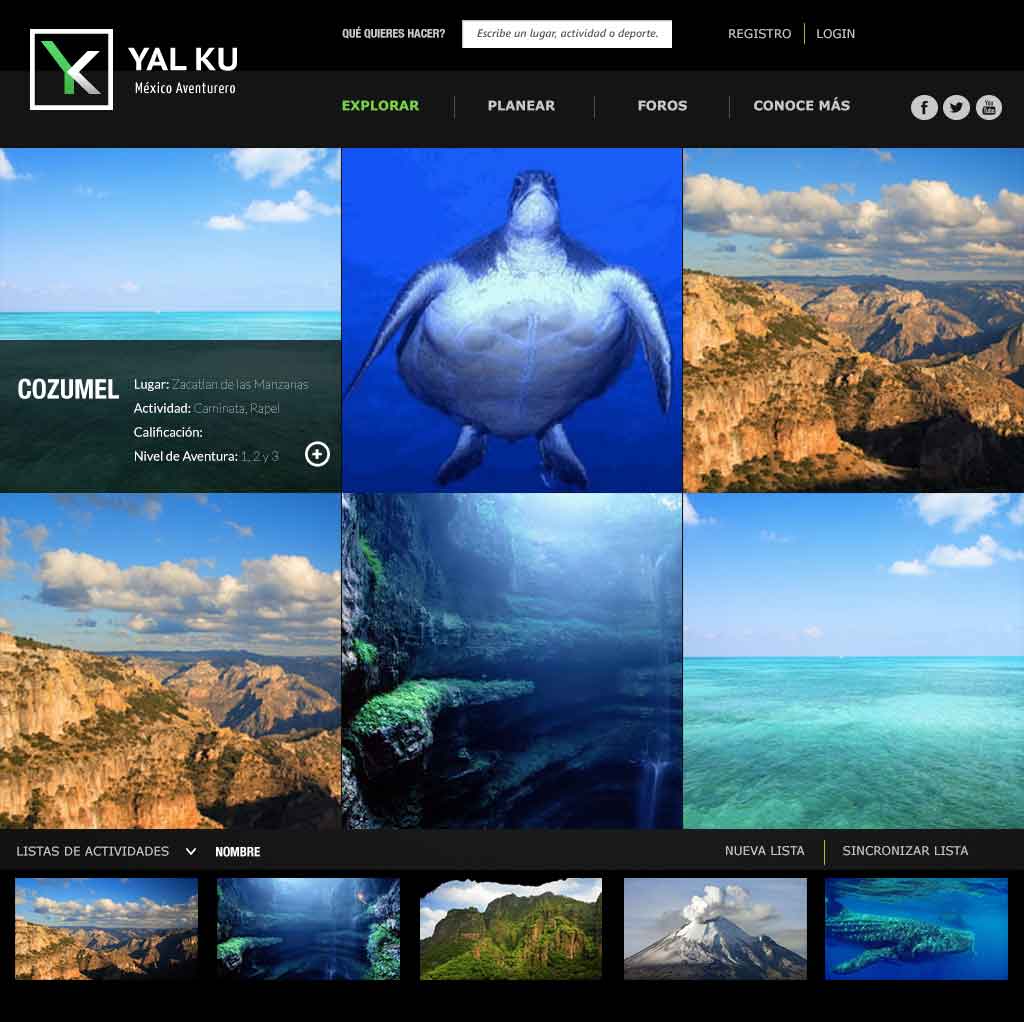 QUÉ QUIERES HACER?
Escribe un lugar, actividad o deporte.
REGISTRO
LOGIN
YAL KU
México Aventurero
EXPLORAR
PLANEAR
FOROS
CONOCE MÁS
You
Tube
COZUMEL
Lugar: Zacatlan de las Manzanas
Actividad: Caminata, Rapel
Calificación:
Nivel de Aventura: 1, 2 y 3
LISTAS DE ACTIVIDADES
NOMBRE
NUEVA LISTA
SINCRONIZAR LISTA